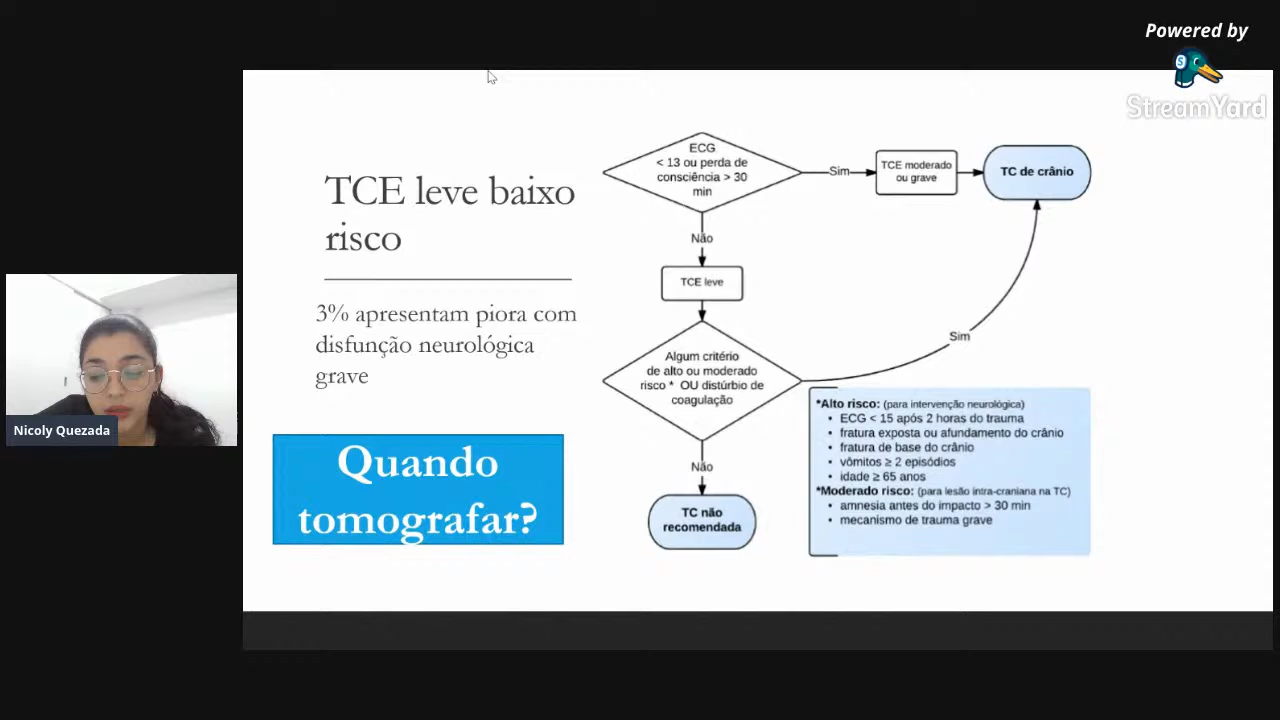 Powered by
StreamYard
TCE leve baixo
risco
3% apresentam piora com
disfunção neurológica
grave
Quando
tomografar?
ECG
< 13 ou perda de
consciência > 30
min
Sim
TCE moderado
ou grave
TC de crânio
Não
TCE leve
Algum critério
de alto ou moderado
risco * OU distúrbio de
coagulação
Sim
Não
TC não
recomendada
*Alto risco: (para intervenção neurológica)
• ECG < 15 após 2 horas do trauma
• fratura exposta ou afundamento do crânio
• fratura de base do crânio
• vômitos ≥ 2 episódios
• idade ≥ 65 anos
*Moderado risco: (para lesão intra-craniana na TC)
• amnesia antes do impacto > 30 min
• mecanismo de trauma grave
Nicoly Quezada